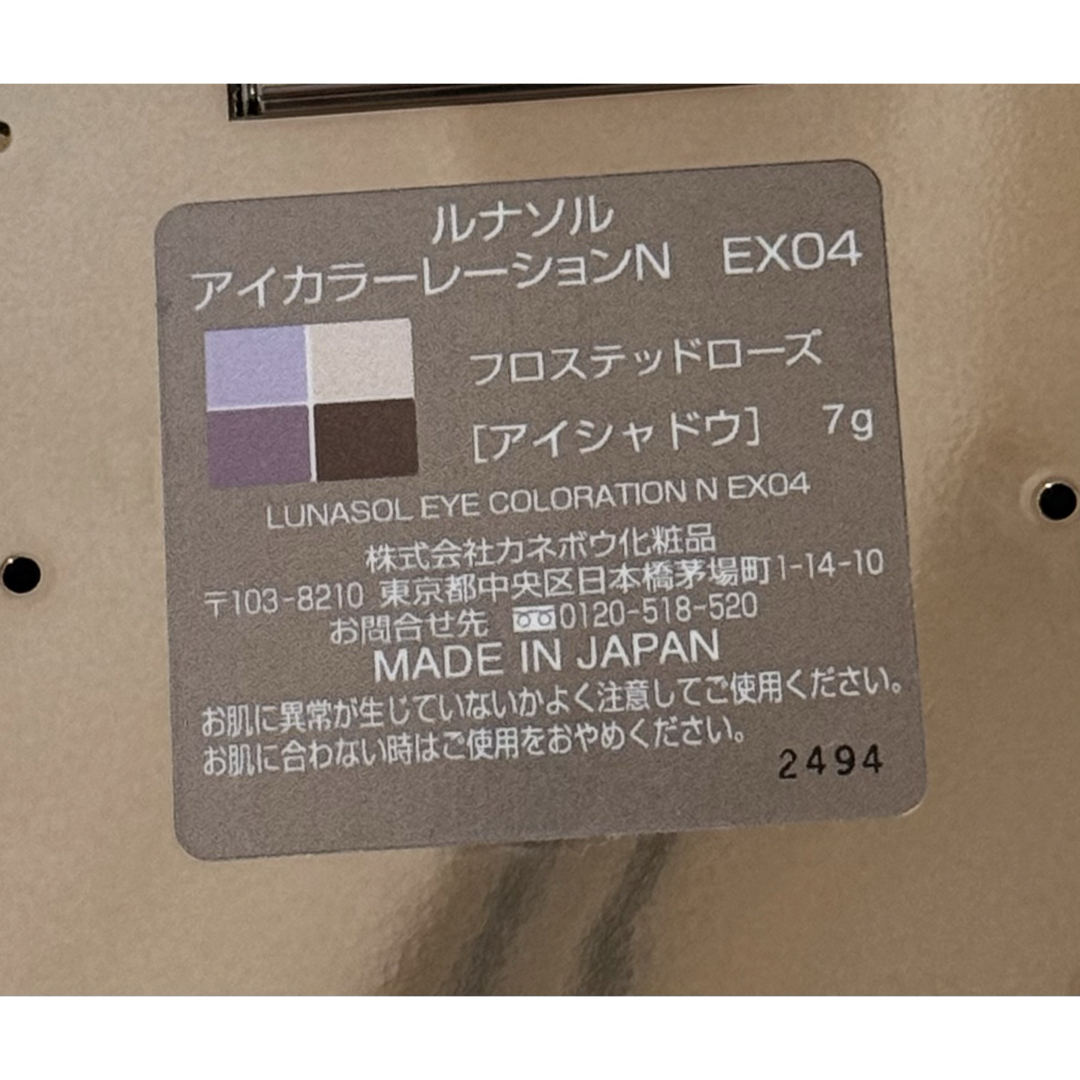 ルナソル
アイカラーレーションN EX04
フロステッドローズ
[アイシャドウ] 7g
LUNASOL EYE COLORATION N EX04
株式会社カネボウ化粧品
〒103-8210 東京都中央区日本橋茅場町1-14-10
お問合せ先 0120-518-520
MADE IN JAPAN
お肌に異常が生じていないかよく注意してご使用ください。
お肌に合わない時はご使用をおやめください。
2494